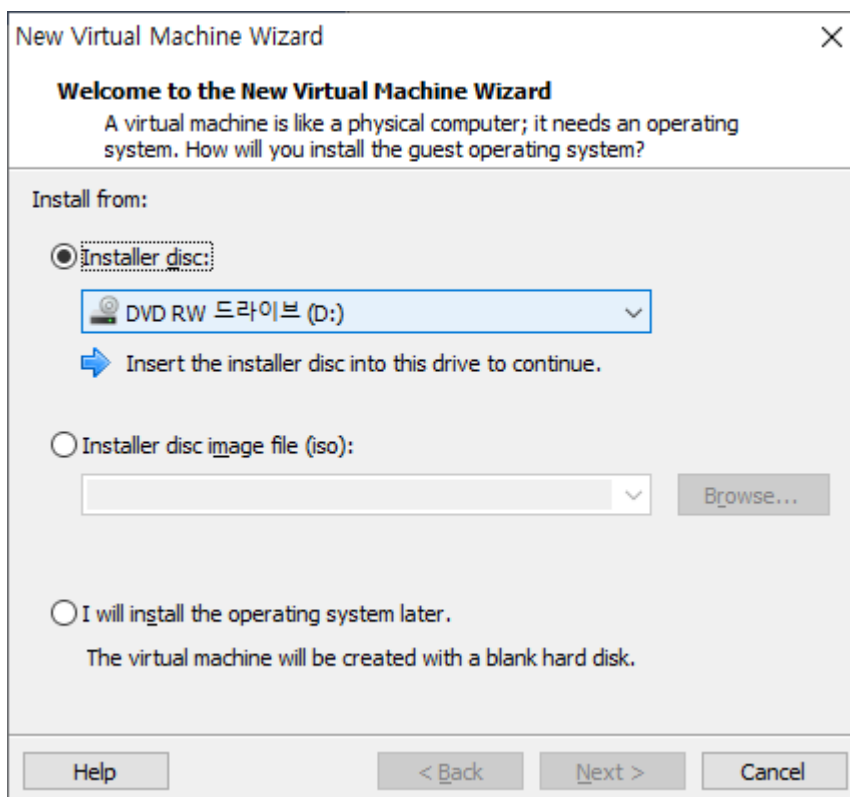 New Virtual Machine Wizard
Welcome to the New Virtual Machine Wizard
A virtual machine is like a physical computer; it needs an operating
system. How will you install the guest operating system?
Install from:
Installer disc:
DVD RW 드라이브 (D:)
Insert the installer disc into this drive to continue.
Installer disc image file (iso):
Browse...
I will install the operating system later.
The virtual machine will be created with a blank hard disk.
Help
< Back
Next >
Cancel